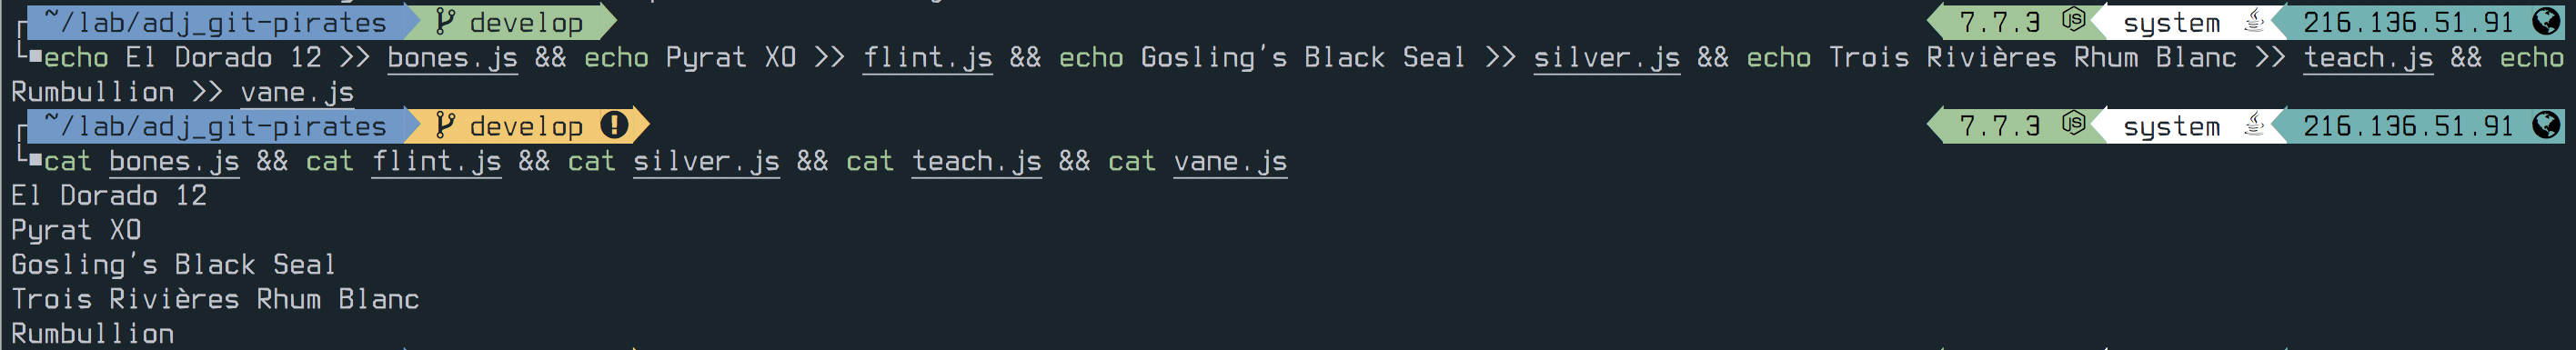 ~/lab/adj_git-pirates develop 7.7.3 JS system 216.136.51.91
echo El Dorado 12 >> bones.js && echo Pyrat XO >> flint.js && echo Gosling's Black Seal >> silver.js && echo Trois Rivières Rhum Blanc >> teach.js && echo
Rumbullion >> vane.js
~/lab/adj_git-pirates develop ! 7.7.3 JS system 216.136.51.91
cat bones.js && cat flint.js && cat silver.js && cat teach.js && cat vane.js
El Dorado 12
Pyrat XO
Gosling's Black Seal
Trois Rivières Rhum Blanc
Rumbullion